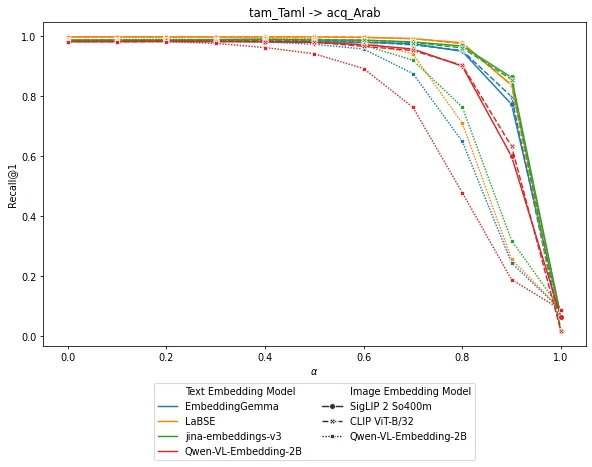 tam_Taml -> acq_Arab
Recall@1
1.0
0.8
0.6
0.4
0.2
0.0
0.0 0.2 0.4 0.6 0.8 1.0
α
Text Embedding Model
EmbeddingGemma
LaBSE
jina-embeddings-v3
Qwen-VL-Embedding-2B
Image Embedding Model
SigLIP 2 So400m
CLIP ViT-B/32
Qwen-VL-Embedding-2B